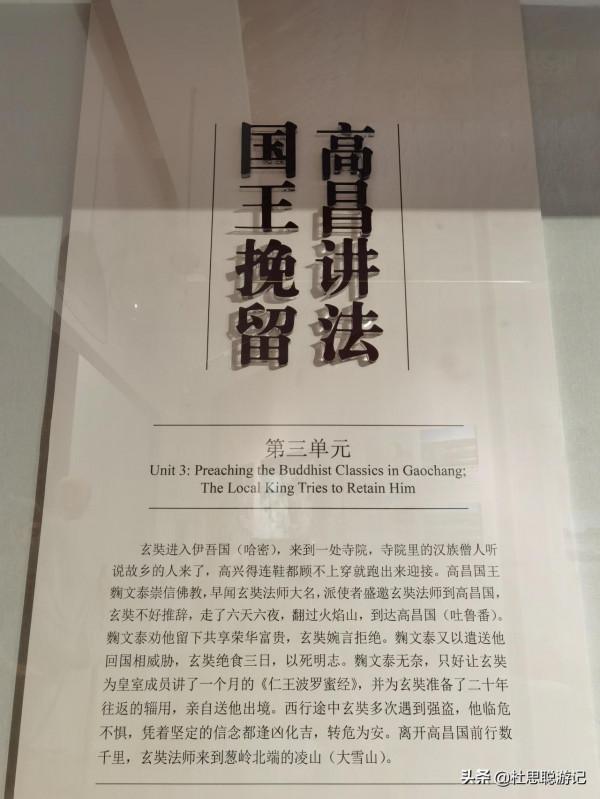 高昌讲法
国王挽留
第三单元
Unit 3: Preaching the Buddhist Classics in Gaochang;
The Local King Tries to Retain Him
玄奘进入伊吾国（哈密），来到一处寺院，寺院里的汉族僧人听
说故乡的人来了，高兴得连鞋都顾不上穿就跑出来迎接。高昌国王
麴文泰崇信佛教，早闻玄奘法师大名，派使者盛邀玄奘法师到高昌国，
玄奘不好推辞，走了六天六夜，翻过火焰山，到达高昌国（吐鲁番）。
麴文泰劝他留下共享荣华富贵，玄奘婉言拒绝。麴文泰又以遣送他
回国相威胁，玄奘绝食三日，以死明志。麴文泰无奈，只好让玄奘
为皇室成员讲了一个月的《仁王波罗蜜经》，并为玄奘准备了二十年
往返的辎用，亲自送他出境。西行途中玄奘多次遇到强盗，他临危
不惧，凭着坚定的信念都逢凶化吉，转危为安。离开高昌国前行数
千里，玄奘法师来到葱岭北端的凌山（大雪山）。
头条 @杜思聪游记